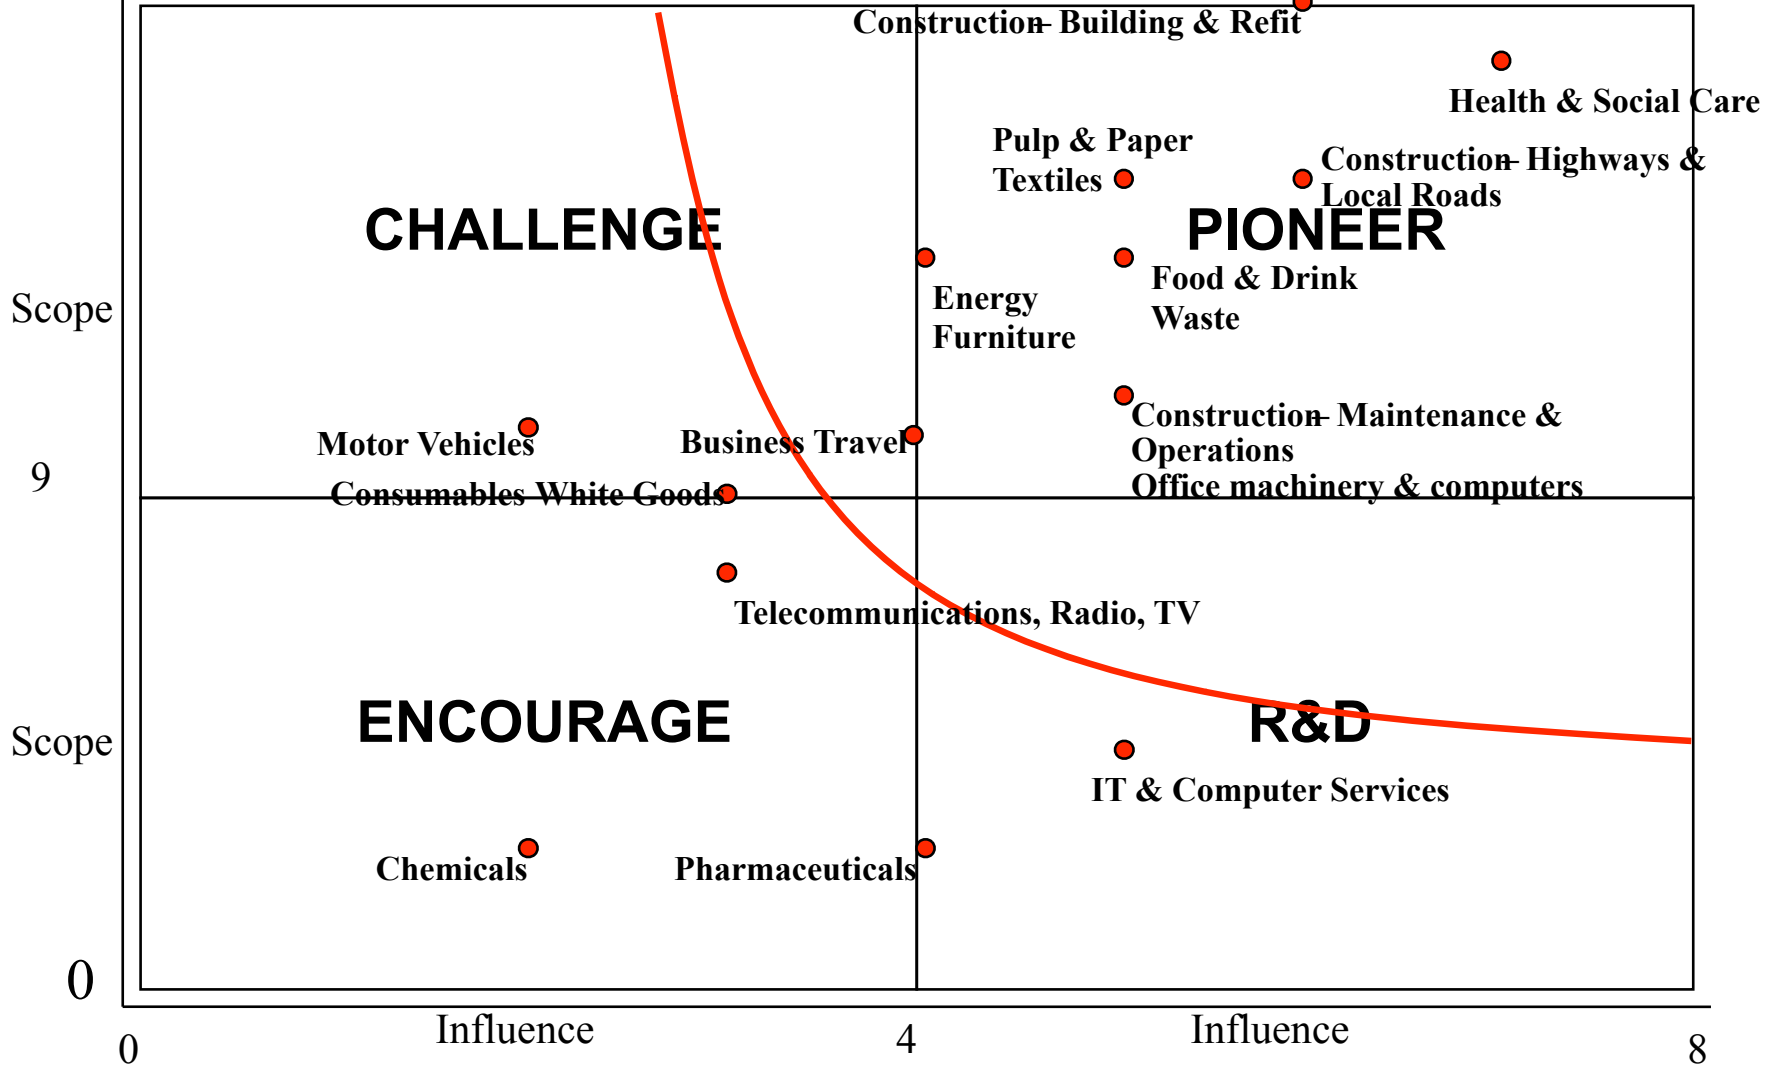 Construction– Building & Refit
Health & Social Care
Pulp & Paper
Textiles
Construction– Highways &
Local Roads
CHALLENGE
PIONEER
Food & Drink
Waste
Energy
Furniture
Scope
Construction– Maintenance &
Operations
Office machinery & computers
Motor Vehicles
Business Travel
9
Consumables White Goods
Telecommunications, Radio, TV
ENCOURAGE
R&D
Scope
IT & Computer Services
Chemicals
Pharmaceuticals
0
Influence
Influence
0
4
8